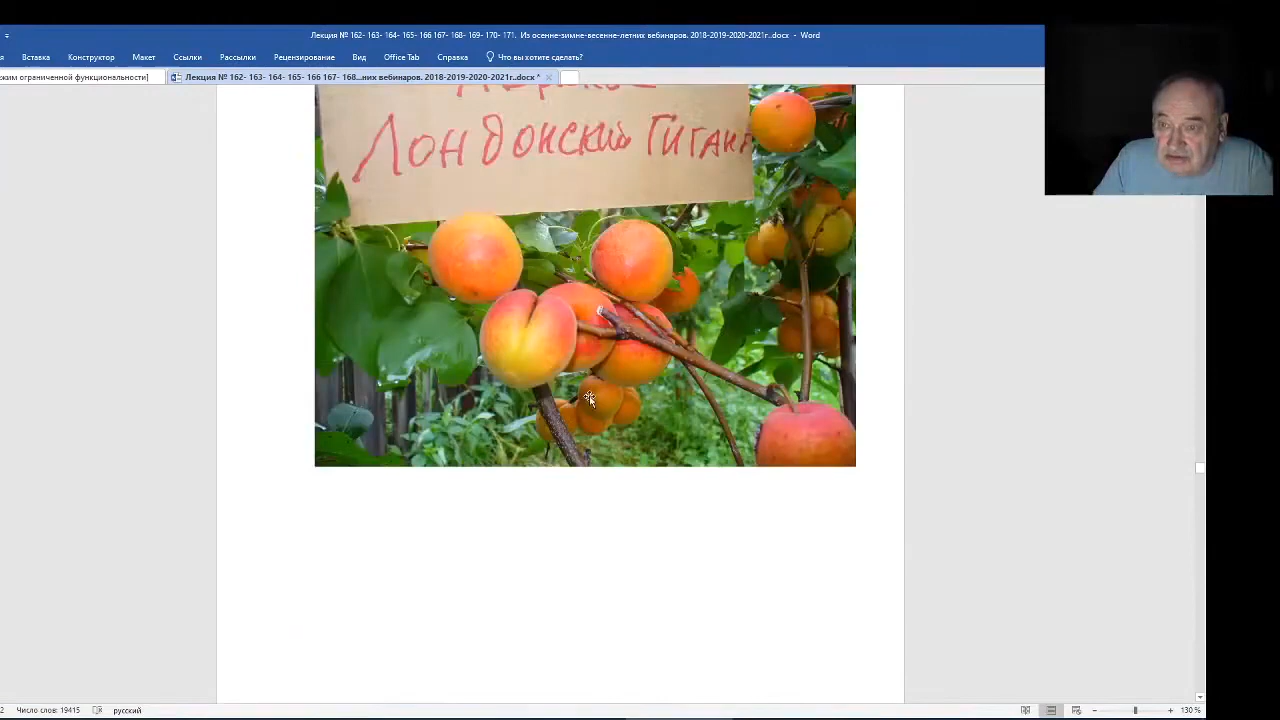 Лекция № 162- 163- 164- 165- 166 167- 168- 169- 170- 171. Из осенне-зимне-весенне-летних вебинаров. 2018-2019-2020-2021г..docx - Word
Вставка Конструктор Макет Ссылки Рассылки Рецензирование Вид Office Tab Справка Что вы хотите сделать?
жим ограниченной функциональности] Лекция № 162- 163- 164- 165- 166 167- 168...них вебинаров. 2018-2019-2020-2021г..docx *
Лондонский Гигант
Число слов: 19415 русский 130 %